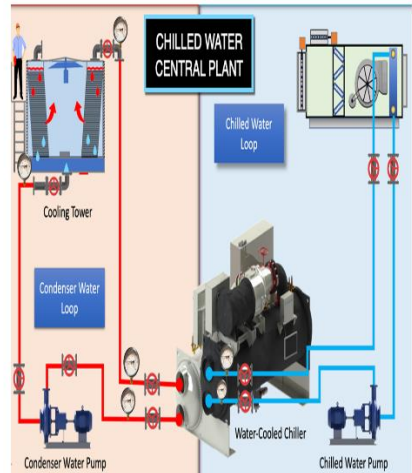 CHILLED WATER
CENTRAL PLANT
Chilled Water
Loop
Cooling Tower
Condenser Water
Loop
Water-Cooled Chiller
Condenser Water Pump
Chilled Water Pump